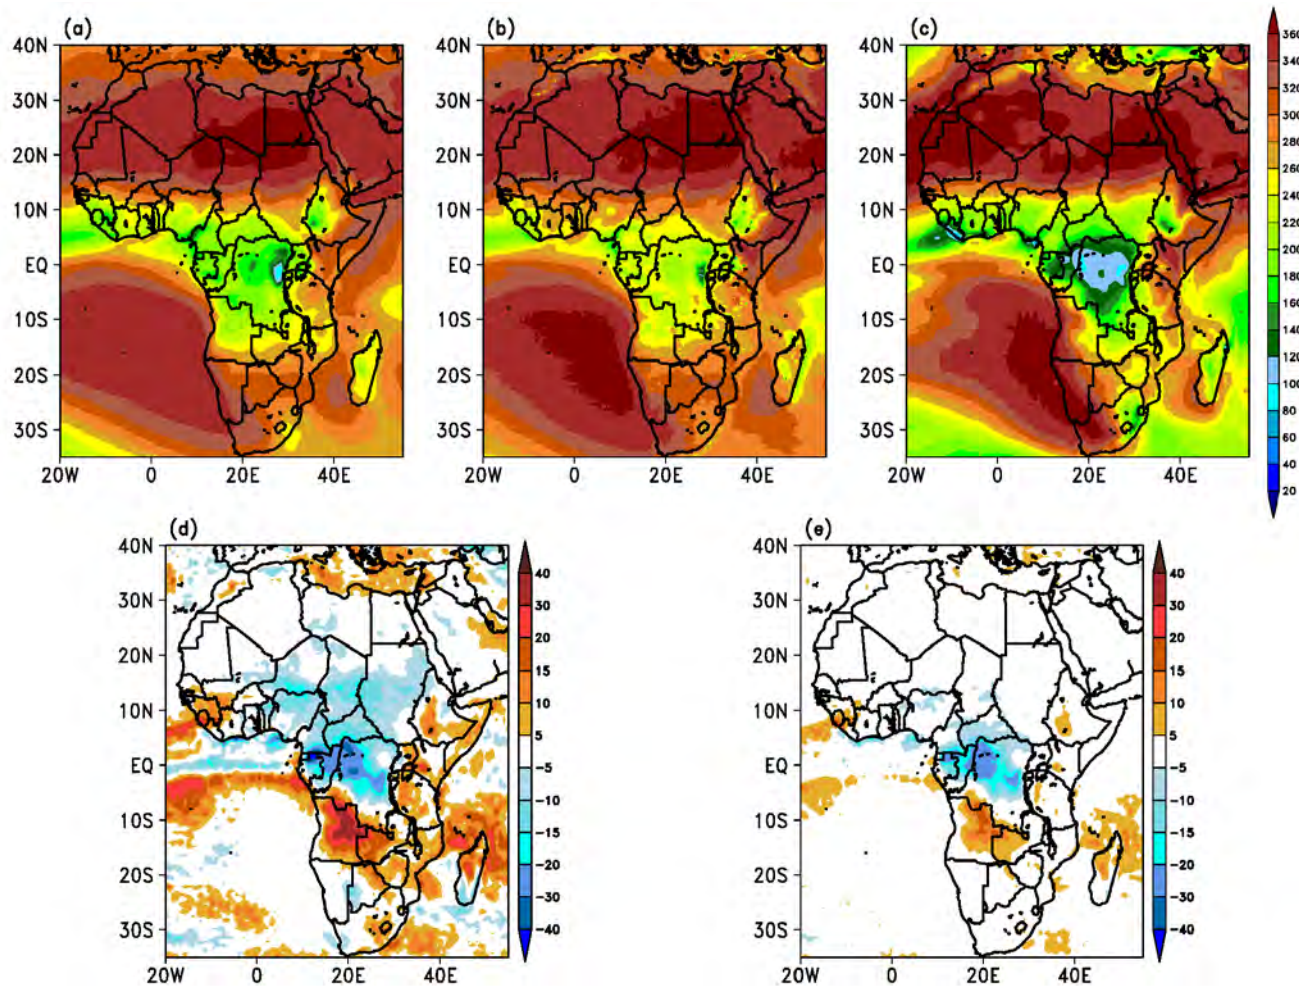 (a) (b) (c)
40N 40N 40N 360
30N 30N 30N 340
20N 20N 20N 320
10N 10N 10N 300
EQ EQ EQ 280
10S 10S 10S 260
20S 20S 20S 240
30S 30S 30S 220
200
180
160
140
120
100
80
60
40
20
20W 0 20E 40E 20W 0 20E 40E 20W 0 20E 40E
(d) (e)
40N 40N
30N 30N
20N 20N
10N 10N
EQ EQ
10S 10S
20S 20S
30S 30S
40 40
30 30
20 20
15 15
10 10
5 5
-5 -5
-10 -10
-15 -15
-20 -20
-30 -30
-40 -40
20W 0 20E 40E 20W 0 20E 40E